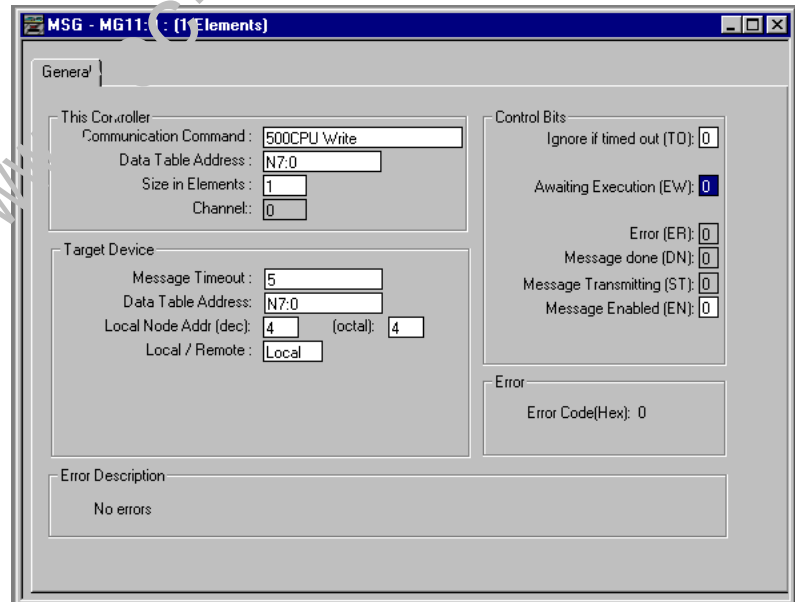 MSG - MG11: : (1 Elements)
General
This Controller
Communication Command : 500CPU Write
Data Table Address : N7:0
Size in Elements : 1
Channel:: 0
Target Device
Message Timeout : 5
Data Table Address: N7:0
Local Node Addr (dec): 4 (octal): 4
Local / Remote : Local
Control Bits
Ignore if timed out (TO): 0
Awaiting Execution (EW): 0
Error (ER): 0
Message done (DN): 0
Message Transmitting (ST): 0
Message Enabled (EN): 0
Error
Error Code(Hex): 0
Error Description
No errors